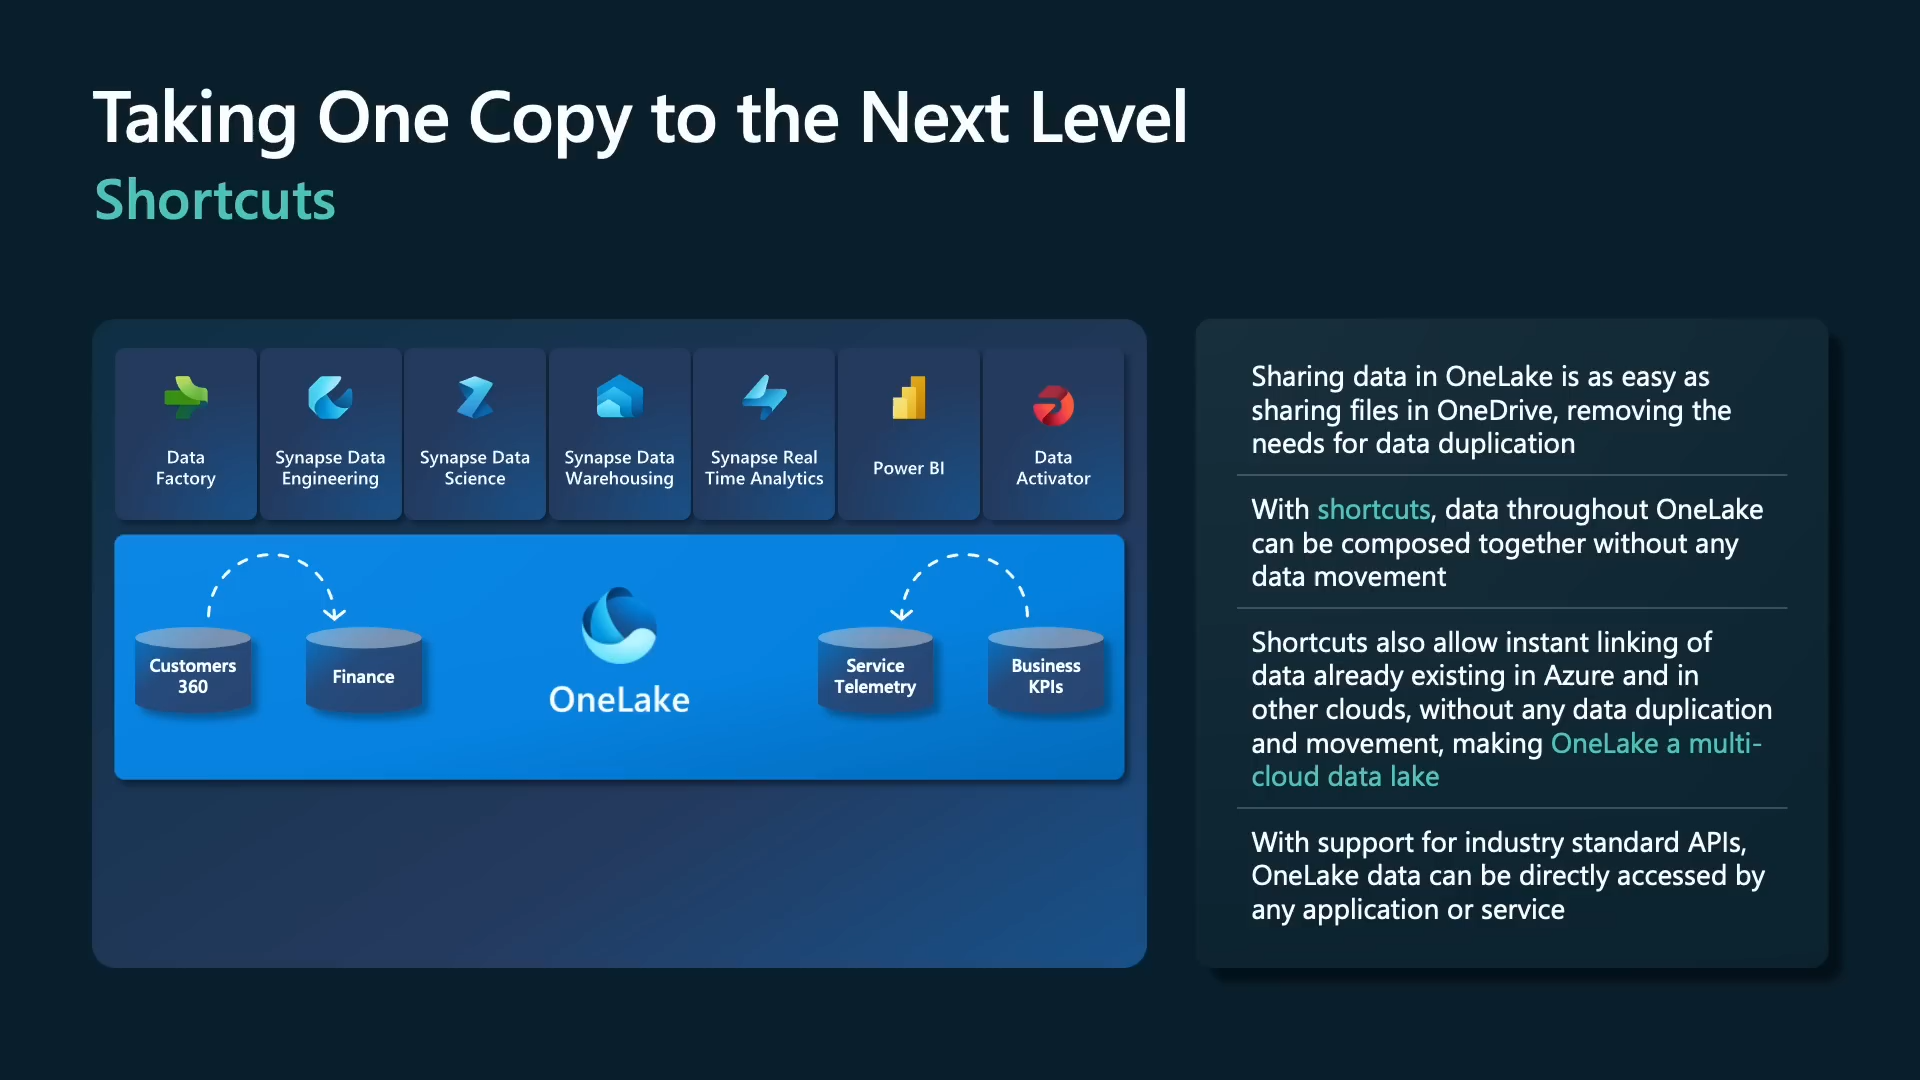 Taking One Copy to the Next Level
Shortcuts
Data
Factory
Synapse Data
Engineering
Synapse Data
Science
Synapse Data
Warehousing
Synapse Real
Time Analytics
Power BI
Data
Activator
Customers
360
Finance
OneLake
Service
Telemetry
Business
KPIs
Sharing data in OneLake is as easy as
sharing files in OneDrive, removing the
needs for data duplication
With shortcuts, data throughout OneLake
can be composed together without any
data movement
Shortcuts also allow instant linking of
data already existing in Azure and in
other clouds, without any data duplication
and movement, making OneLake a multi-
cloud data lake
With support for industry standard APIs,
OneLake data can be directly accessed by
any application or service